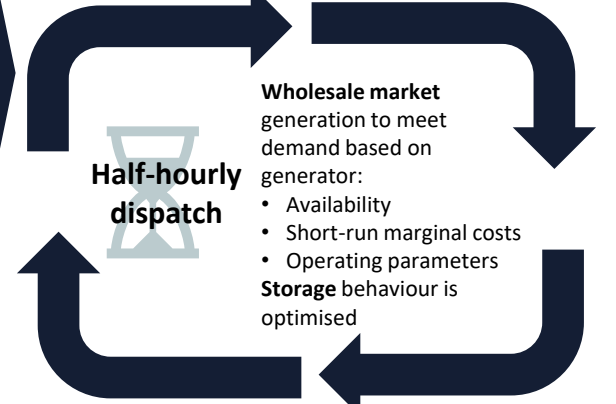 Half-hourly
dispatch
Wholesale market
generation to meet
demand based on
generator:
• Availability
• Short-run marginal costs
• Operating parameters
Storage behaviour is
optimised